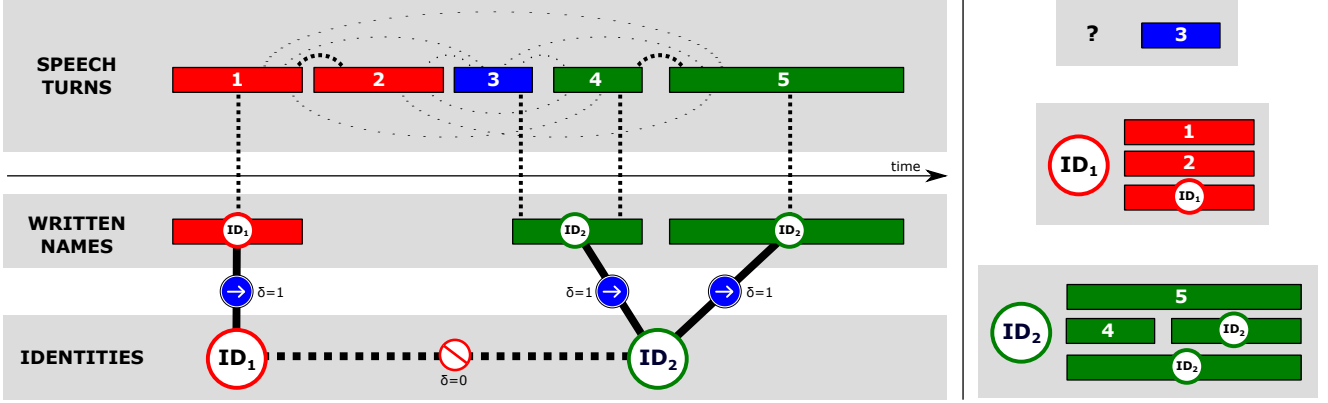 SPEECH
TURNS
1
2
3
4
5
time
WRITTEN
NAMES
ID1
ID2
ID2
δ=1
δ=1
δ=1
IDENTITIES
ID1
δ=0
ID2
?
3
ID1
1
2
ID1
ID2
5
4
ID2
ID2